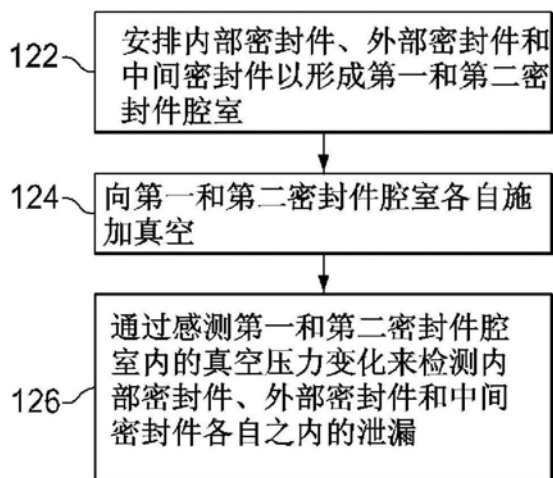 122
安排内部密封件、外部密封件和
中间密封件以形成第一和第二密
封件腔室
124
向第一和第二密封件腔室各自施
加真空
126
通过感测第一和第二密封件腔
室内的真空压力变化来检测内
部密封件、外部密封件和中间
密封件各自之内的泄漏